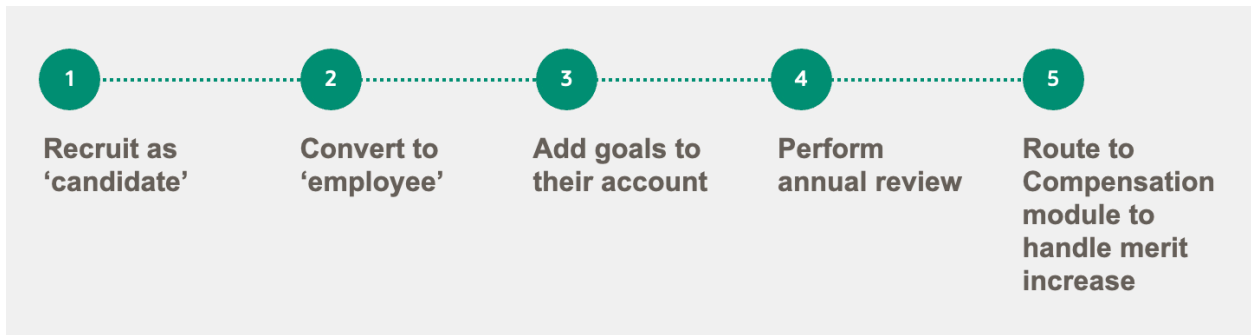 1
Recruit as
‘candidate’
2
Convert to
‘employee’
3
Add goals to
their account
4
Perform
annual review
5
Route to
Compensation
module to
handle merit
increase